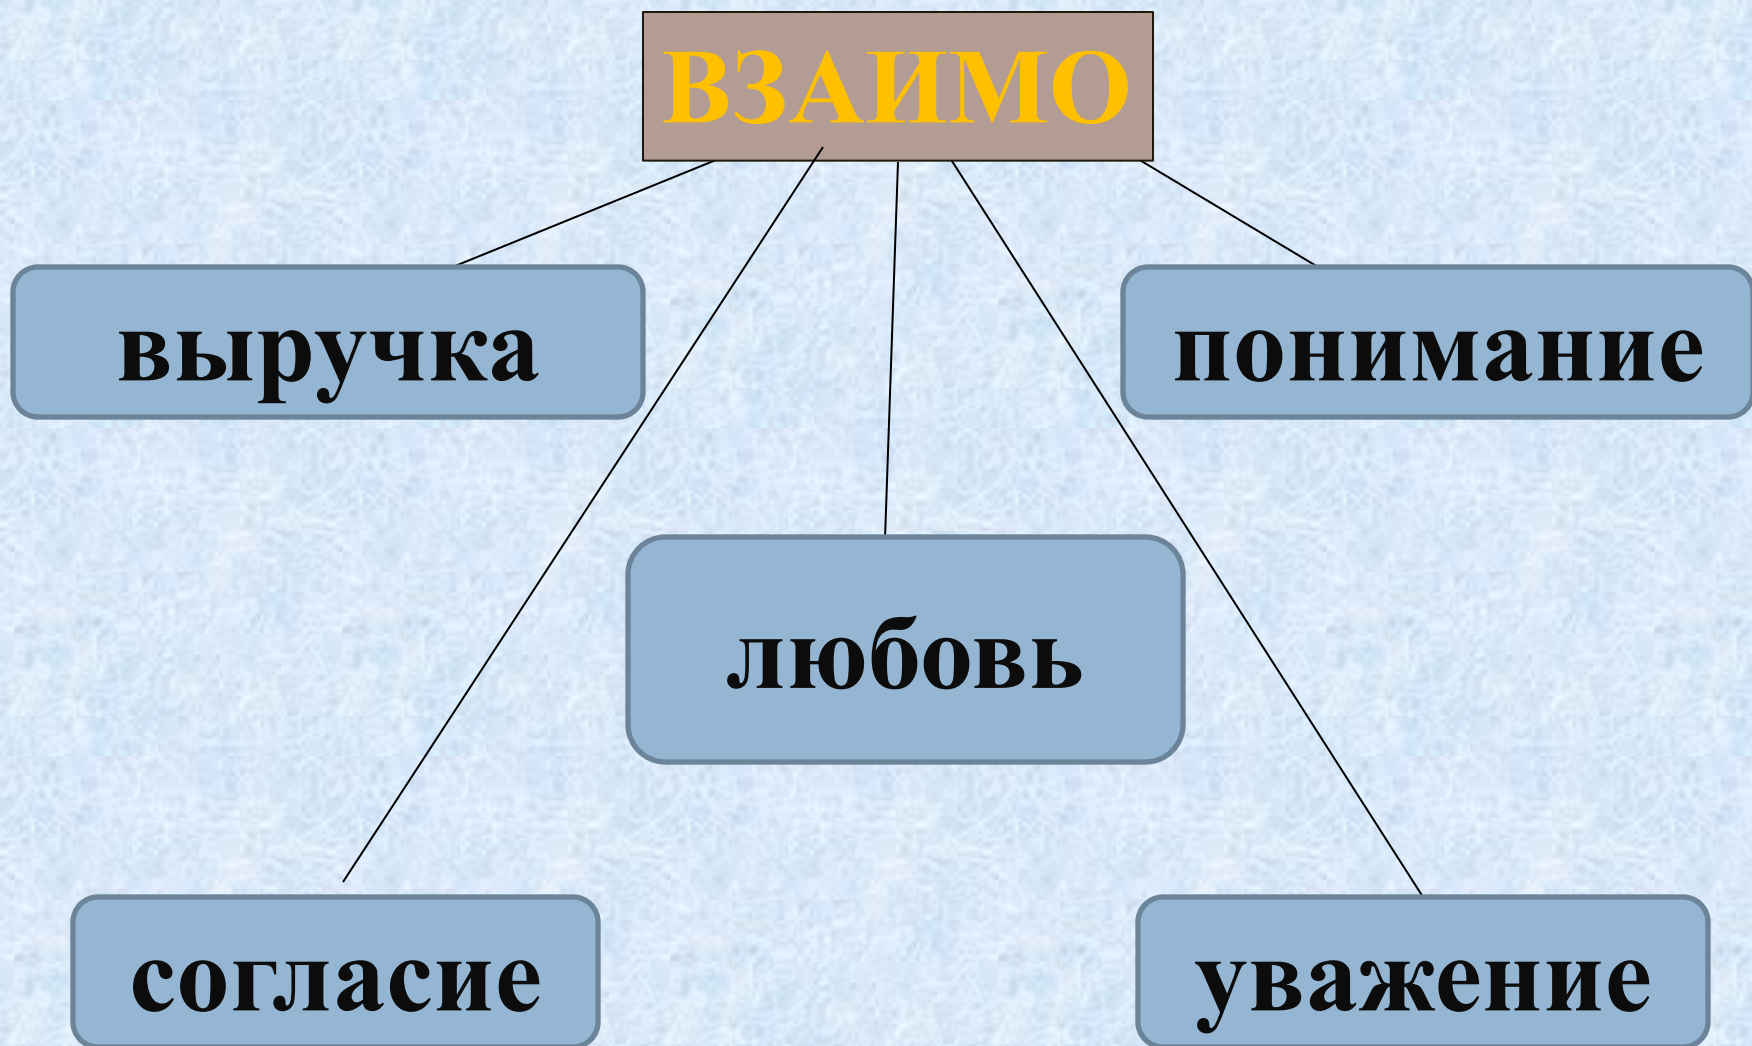 ВЗАИМО
выручка
понимание
любовь
согласие
уважение